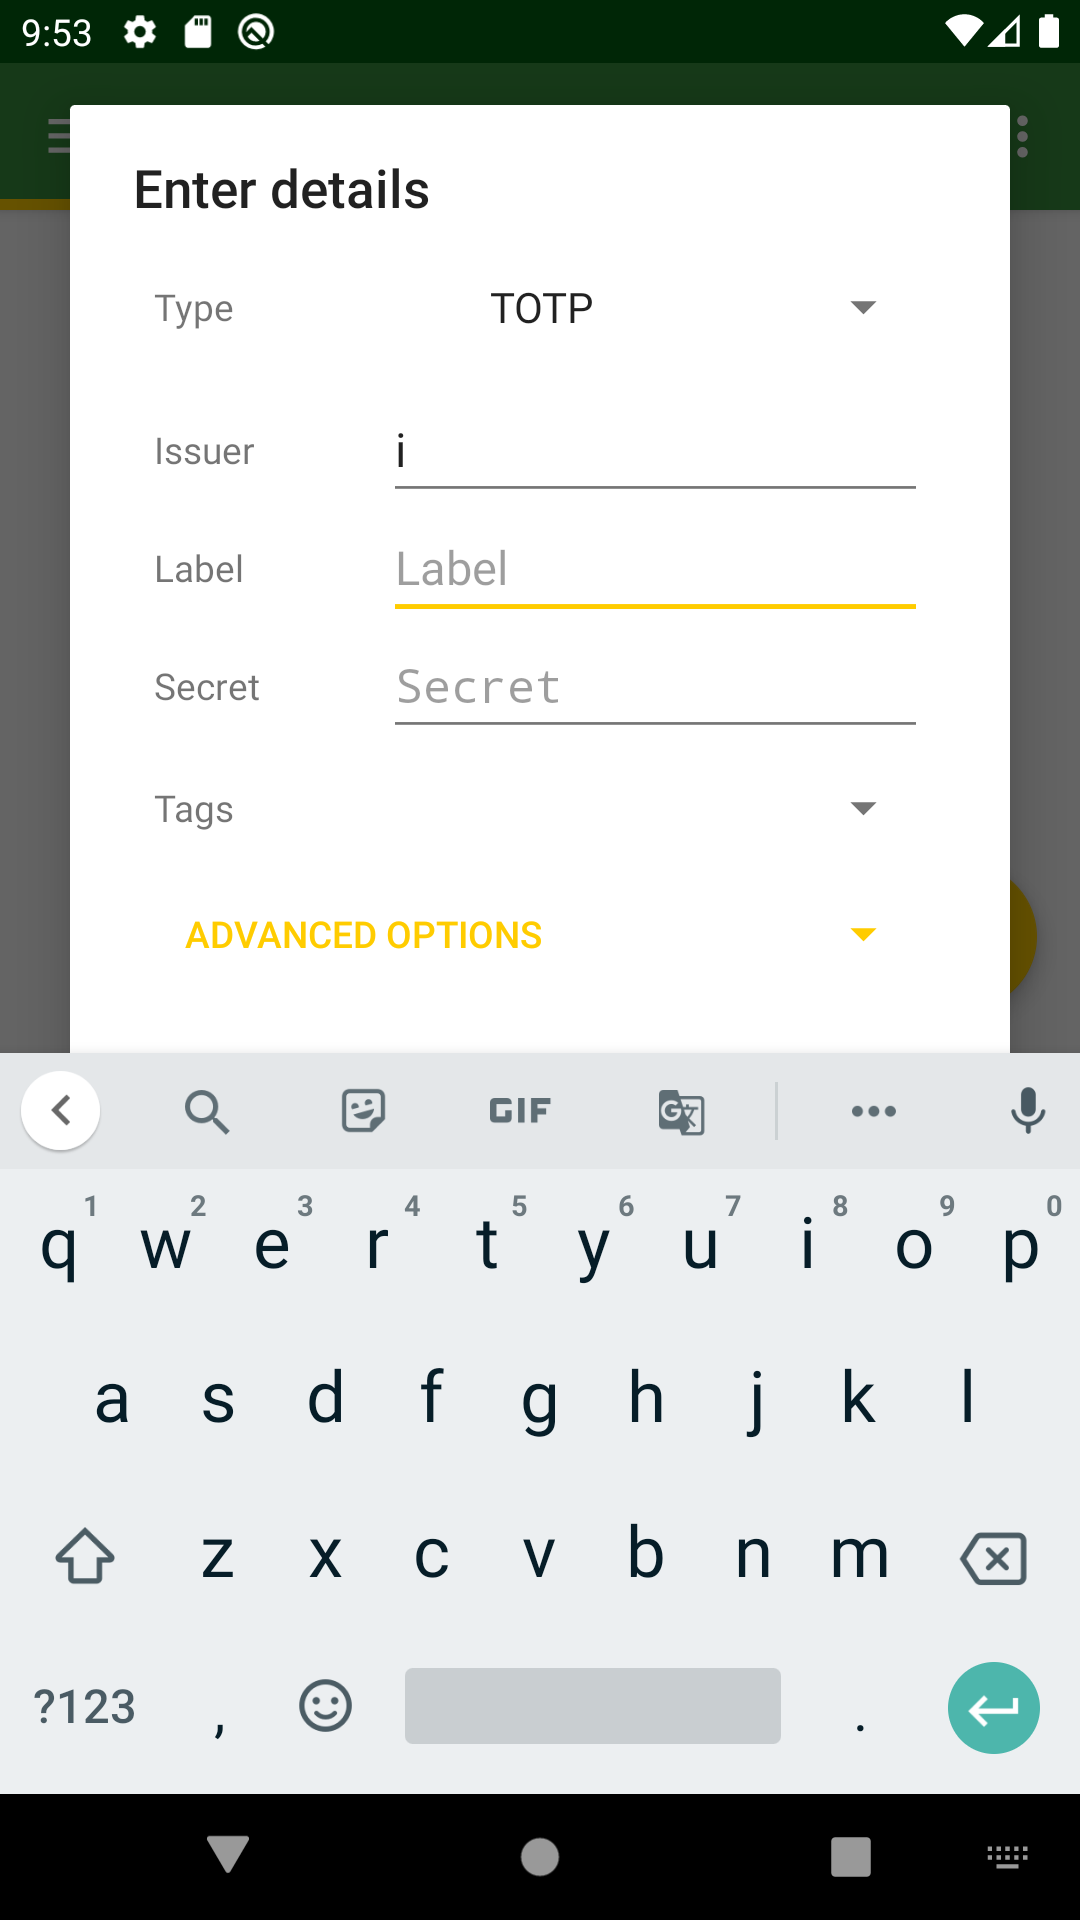 9:53
Enter details
Type TOTP
Issuer i
Label Label
Secret Secret
Tags
ADVANCED OPTIONS
GIF
1 2 3 4 5 6 7 8 9 0
q w e r t y u i o p
a s d f g h j k l
z x c v b n m
?123 , .